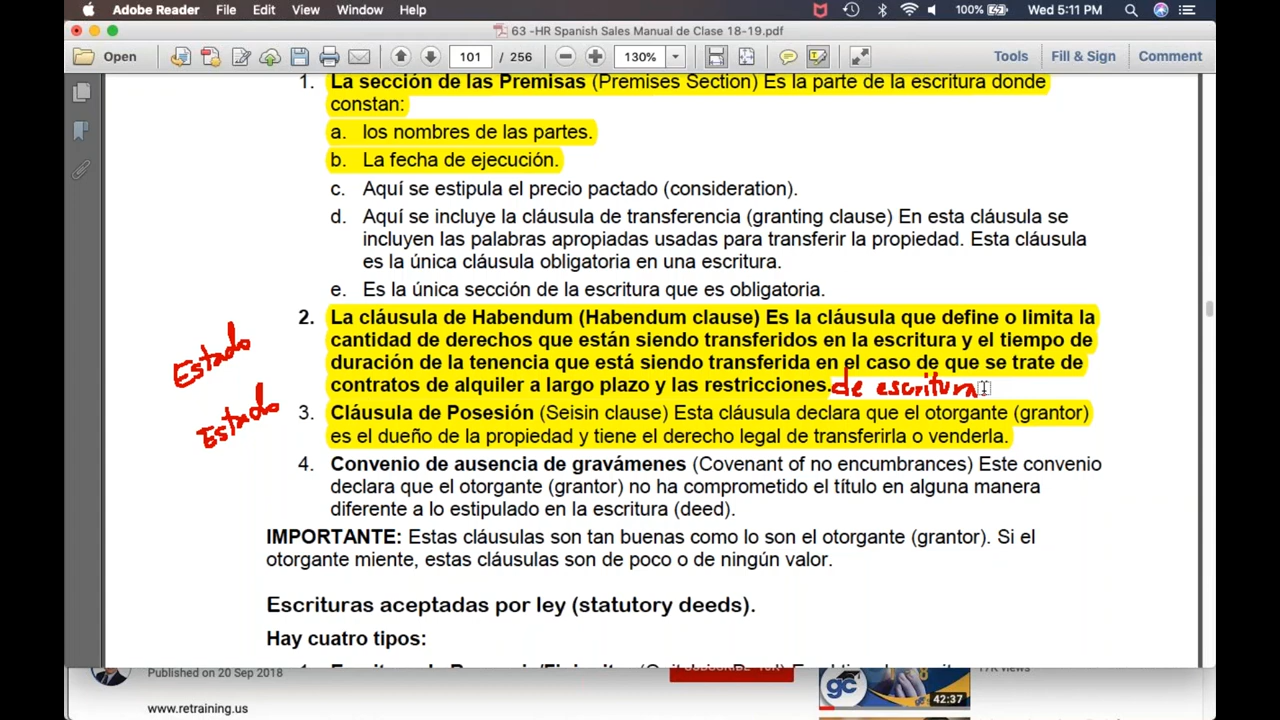 Adobe Reader File Edit View Window Help 100% Wed 5:11 PM
63 -HR Spanish Sales Manual de Clase 18-19.pdf
Open 101 / 256 130% Tools Fill & Sign Comment
1. La sección de las Premisas (Premises Section) Es la parte de la escritura donde
constan:
a. los nombres de las partes.
b. La fecha de ejecución.
c. Aquí se estipula el precio pactado (consideration).
d. Aquí se incluye la cláusula de transferencia (granting clause) En esta cláusula se
incluyen las palabras apropiadas usadas para transferir la propiedad. Esta cláusula
es la única cláusula obligatoria en una escritura.
e. Es la única sección de la escritura que es obligatoria.
2. La cláusula de Habendum (Habendum clause) Es la cláusula que define o limita la
cantidad de derechos que están siendo transferidos en la escritura y el tiempo de
Estado
duración de la tenencia que está siendo transferida en el caso de que se trate de
contratos de alquiler a largo plazo y las restricciones. de escritura
Estado
3. Cláusula de Posesión (Seisin clause) Esta cláusula declara que el otorgante (grantor)
es el dueño de la propiedad y tiene el derecho legal de transferirla o venderla.
4. Convenio de ausencia de gravámenes (Covenant of no encumbrances) Este convenio
declara que el otorgante (grantor) no ha comprometido el título en alguna manera
diferente a lo estipulado en la escritura (deed).
IMPORTANTE: Estas cláusulas son tan buenas como lo son el otorgante (grantor). Si el
otorgante miente, estas cláusulas son de poco o de ningún valor.
Escrituras aceptadas por ley (statutory deeds).
Hay cuatro tipos:
Published on 20 Sep 2018
gc 42:37
www.retraining.us